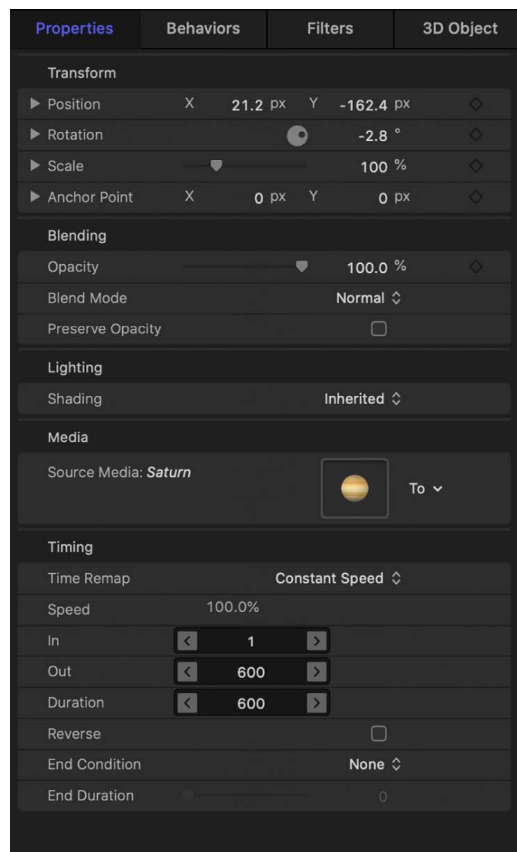 Properties Behaviors Filters 3D Object
Transform
Position X 21.2 px Y -162.4 px
Rotation -2.8 °
Scale 100 %
Anchor Point X 0 px Y 0 px
Blending
Opacity 100.0 %
Blend Mode Normal
Preserve Opacity
Lighting
Shading Inherited
Media
Source Media: Saturn To
Timing
Time Remap Constant Speed
Speed 100.0%
In 1
Out 600
Duration 600
Reverse
End Condition None
End Duration 0